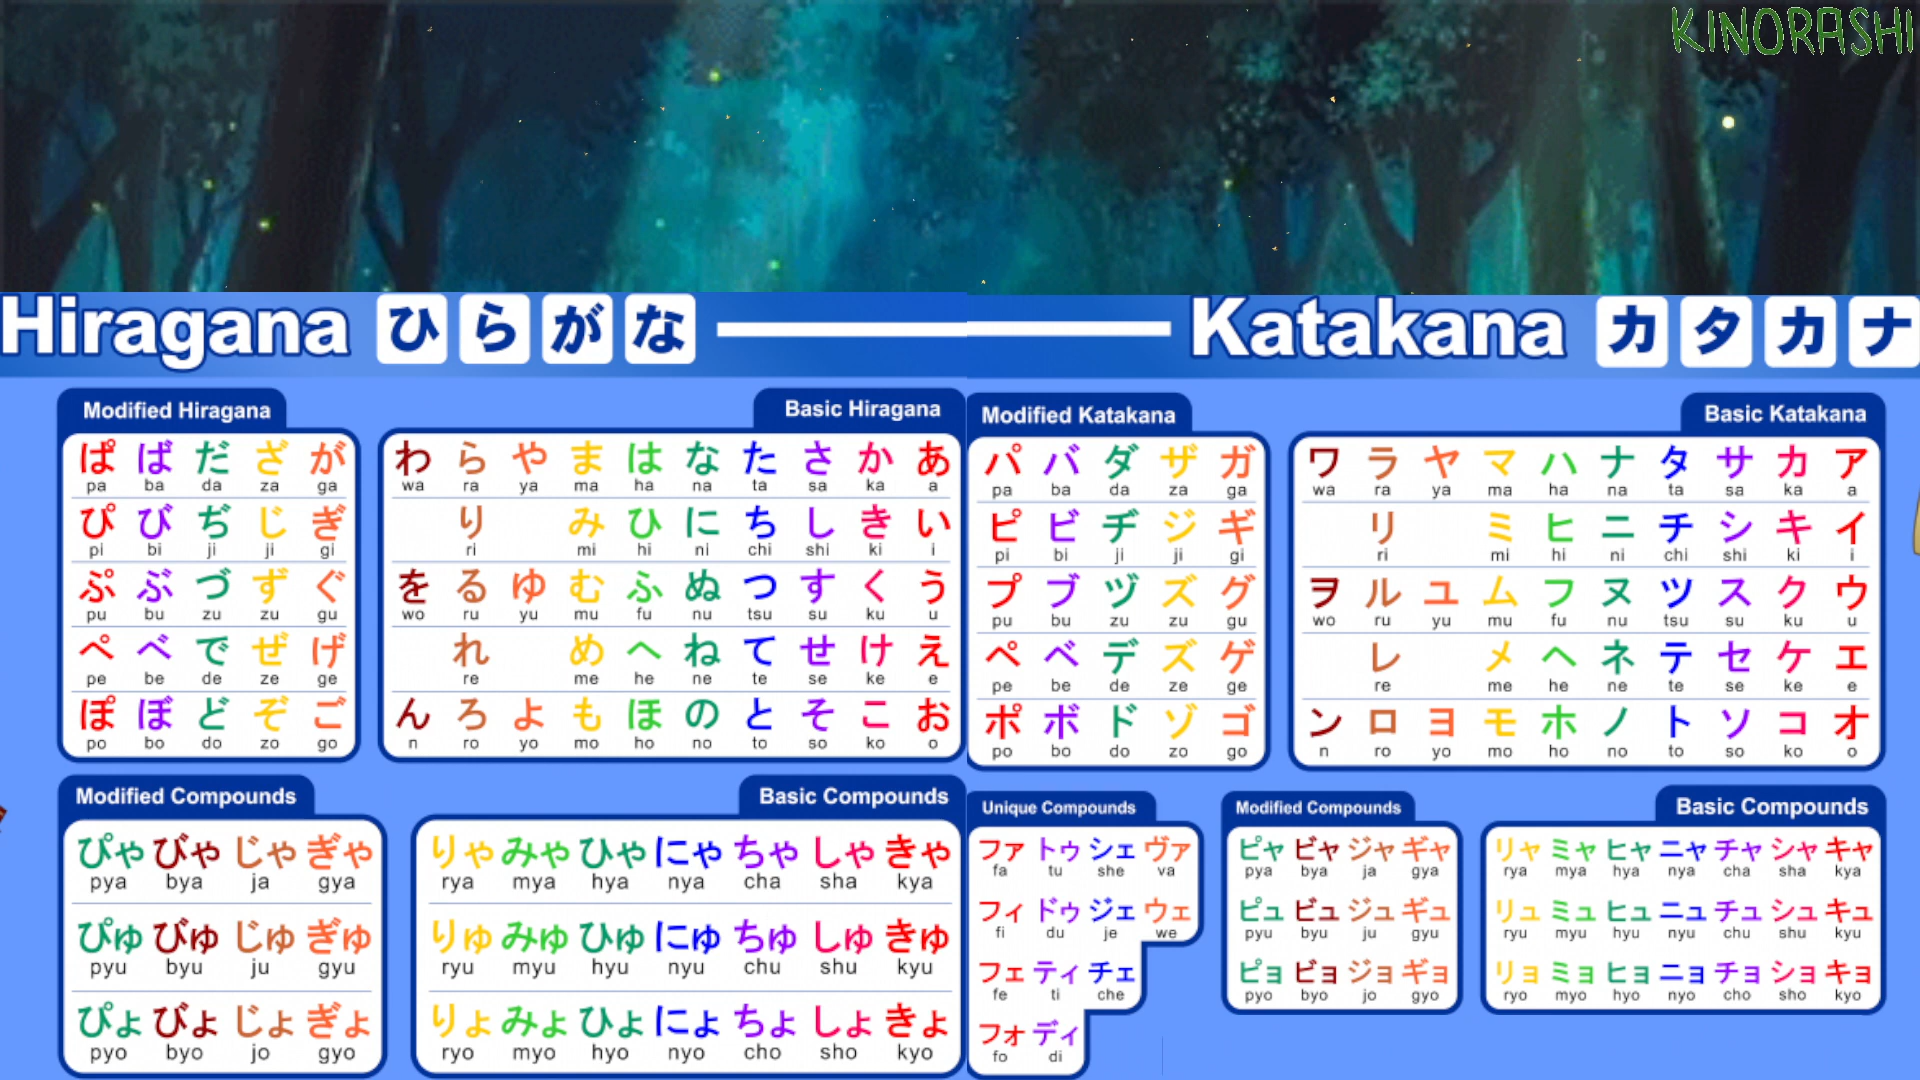 KINORASHI
Hiragana ひ ら が な
Katakana カ タ カ ナ
Modified Hiragana
ぱ ば だ ざ が
pa ba da za ga
ぴ び ぢ じ ぎ
pi bi ji ji gi
ぷ ぶ づ ず ぐ
pu bu zu zu gu
ぺ べ で ぜ げ
pe be de ze ge
ぽ ぼ ど ぞ ご
po bo do zo go
Basic Hiragana
わ ら や ま は な た さ か あ
wa ra ya ma ha na ta sa ka a
り み ひ に ち し き い
ri mi hi ni chi shi ki i
を る ゆ む ふ ぬ つ す く う
wo ru yu mu fu nu tsu su ku u
れ め へ ね て せ け え
re me he ne te se ke e
ん ろ よ も ほ の と そ こ お
n ro yo mo ho no to so ko o
Modified Katakana
パ バ ダ ザ ガ
pa ba da za ga
ピ ビ ヂ ジ ギ
pi bi ji ji gi
プ ブ ヅ ズ グ
pu bu zu zu gu
ペ ベ デ ズ ゲ
pe be de ze ge
ポ ボ ド ゾ ゴ
po bo do zo go
Basic Katakana
ワ ラ ヤ マ ハ ナ タ サ カ ア
wa ra ya ma ha na ta sa ka a
リ ミ ヒ ニ チ シ キ イ
ri mi hi ni chi shi ki i
ヲ ル ユ ム フ ヌ ツ ス ク ウ
wo ru yu mu fu nu tsu su ku u
レ メ ヘ ネ テ セ ケ エ
re me he ne te se ke e
ン ロ ヨ モ ホ ノ ト ソ コ オ
n ro yo mo ho no to so ko o
Modified Compounds
ぴゃ びゃ じゃ ぎゃ
pya bya ja gya
ぴゅ びゅ じゅ ぎゅ
pyu byu ju gyu
ぴょ びょ じょ ぎょ
pyo byo jo gyo
Basic Compounds
りゃ みゃ ひゃ にゃ ちゃ しゃ きゃ
rya mya hya nya cha sha kya
りゅ みゅ ひゅ にゅ ちゅ しゅ きゅ
ryu myu hyu nyu chu shu kyu
りょ みょ ひょ にょ ちょ しょ きょ
ryo myo hyo nyo cho sho kyo
Unique Compounds
ファ トゥ シェ ヴァ
fa tu she va
フィ ドゥ ジェ ウェ
fi du je we
フェ ティ チェ
fe ti che
フォ ディ
fo di
Modified Compounds
ピャ ビャ ジャ ギャ
pya bya ja gya
ピュ ビュ ジュ ギュ
pyu byu ju gyu
ピョ ビョ ジョ ギョ
pyo byo jo gyo
Basic Compounds
リャ ミャ ヒャ ニャ チャ シャ キャ
rya mya hya nya cha sha kya
リュ ミュ ヒュ ニュ チュ シュ キュ
ryu myu hyu nyu chu shu kyu
リョ ミョ ヒョ ニョ チョ ショ キョ
ryo myo hyo nyo cho sho kyo